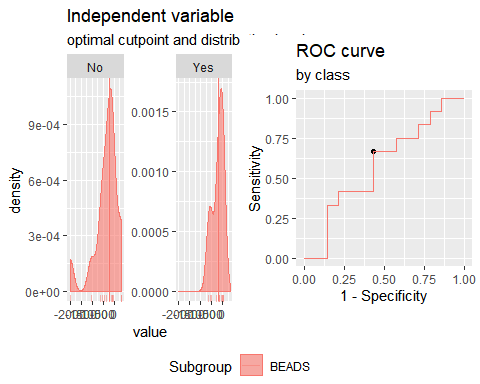 Independent variable
optimal cutpoint and distrib
No
Yes
density
9e-04
6e-04
3e-04
0e+00
0.0015
0.0010
0.0005
0.0000
value
ROC curve
by class
Sensitivity
1.00
0.75
0.50
0.25
0.00
0.00 0.25 0.50 0.75 1.00
1 - Specificity
Subgroup BEADS